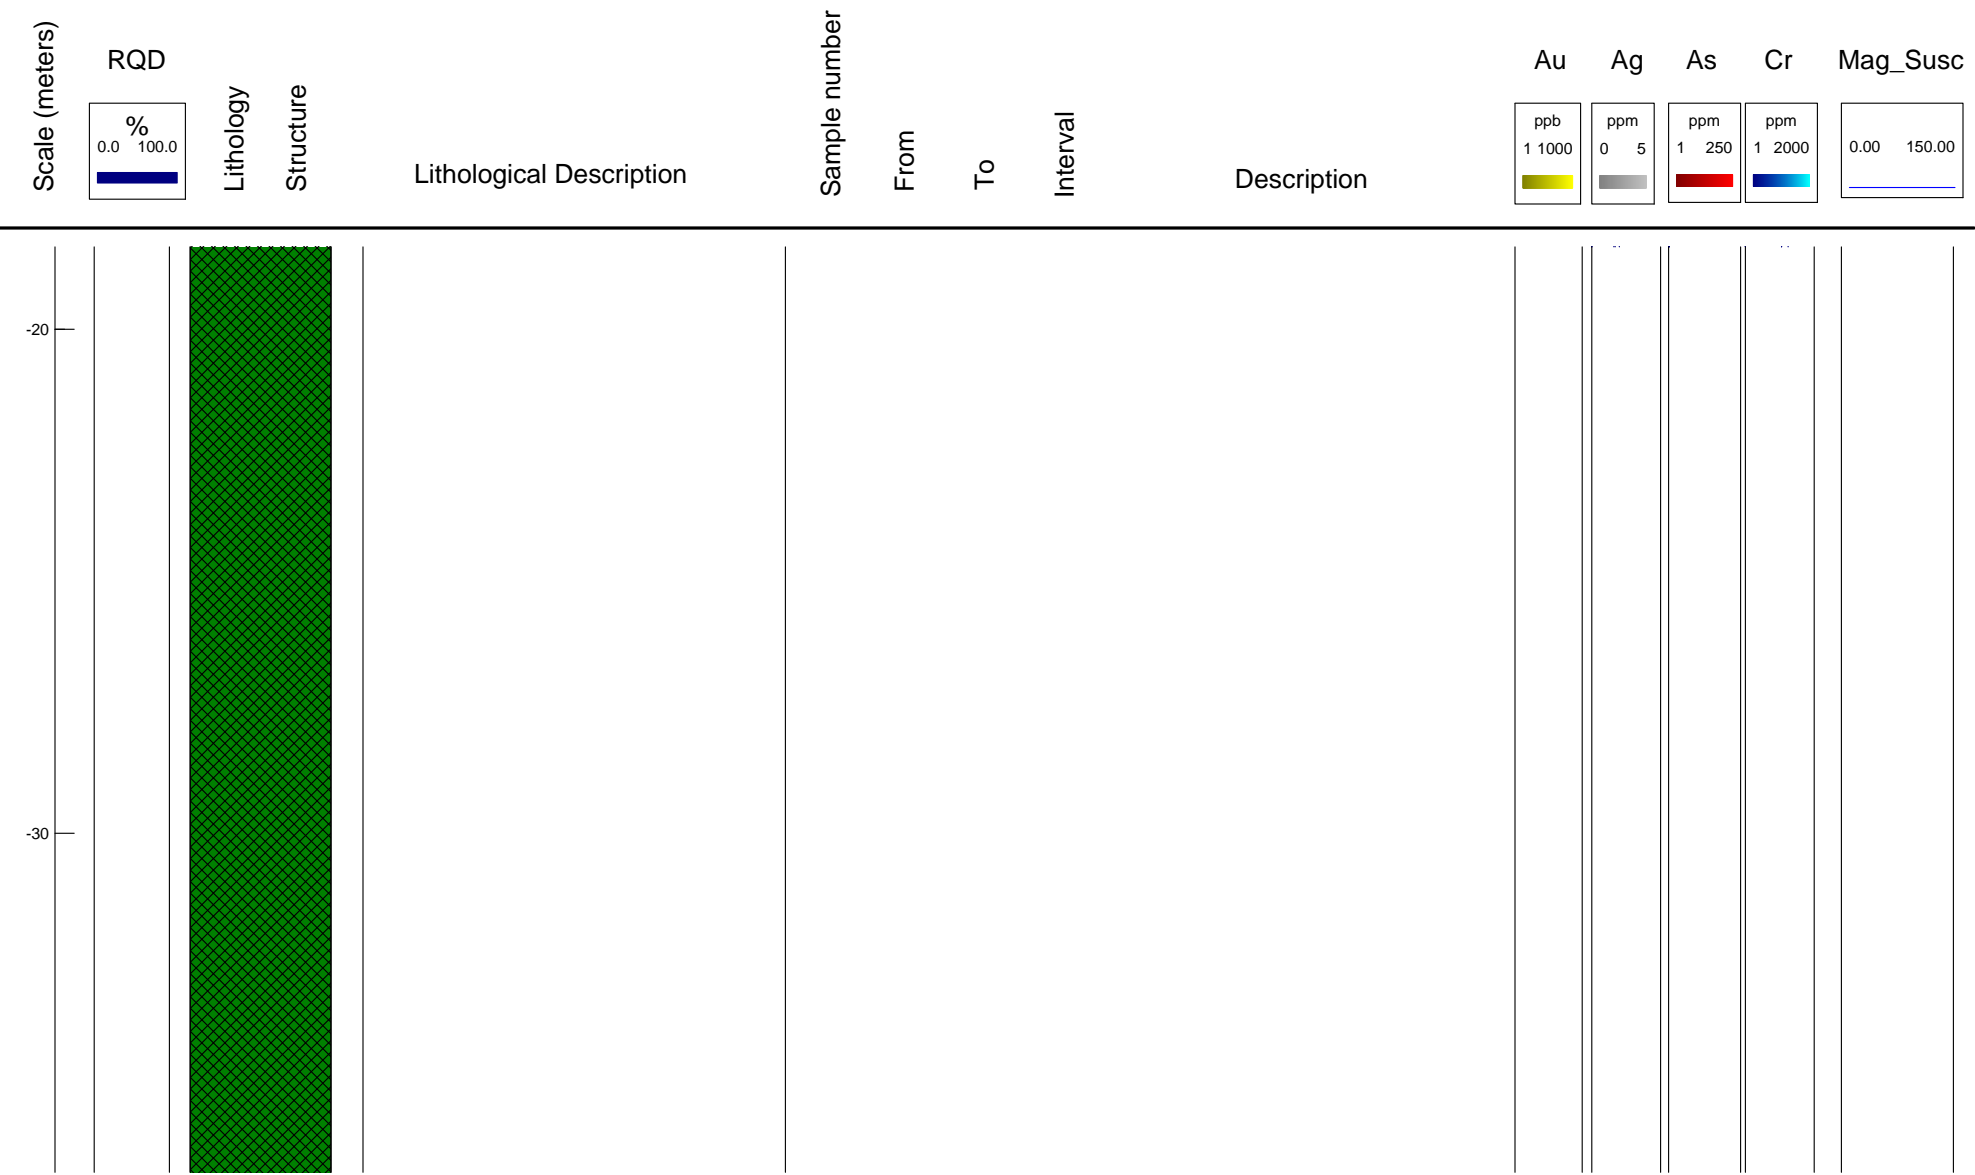 Scale (meters)
RQD
%
0.0 100.0
Lithology
Structure
Lithological Description
Sample number
From
To
Interval
Description
Au
ppb
1 1000
Ag
ppm
0 5
As
ppm
1 250
Cr
ppm
1 2000
Mag_Susc
0.00 150.00
-20
-30